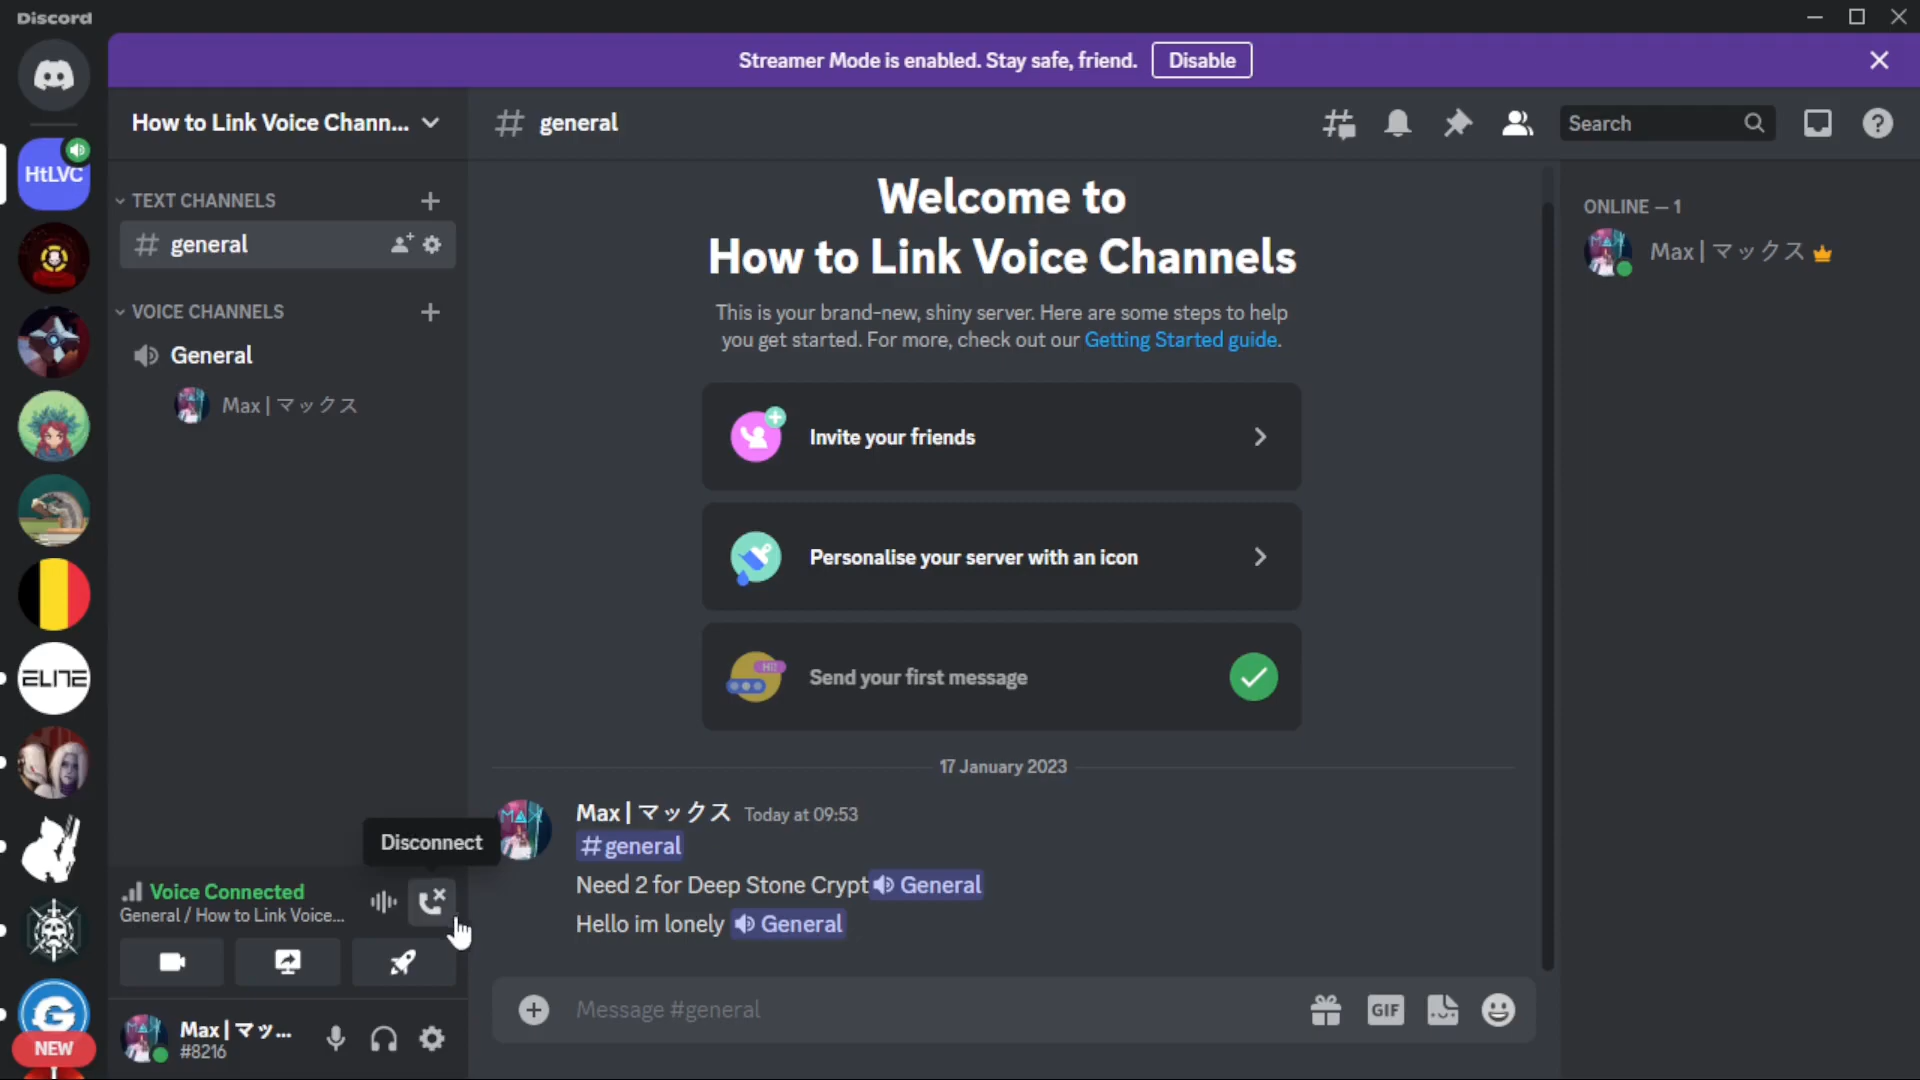 Discord
Streamer Mode is enabled. Stay safe, friend.
Disable
How to Link Voice Chann...
general
Search
HtLVC
TEXT CHANNELS
general
VOICE CHANNELS
General
Max | マックス
Welcome to
How to Link Voice Channels
This is your brand-new, shiny server. Here are some steps to help
you get started. For more, check out our Getting Started guide.
Invite your friends
Personalise your server with an icon
HI!
Send your first message
17 January 2023
Max | マックス Today at 09:53
#general
Need 2 for Deep Stone Crypt General
Hello im lonely General
ONLINE — 1
Max | マックス
ELITE
Disconnect
Voice Connected
General / How to Link Voice...
Message #general
GIF
G
NEW
MAX
Max | マッ...
#8216